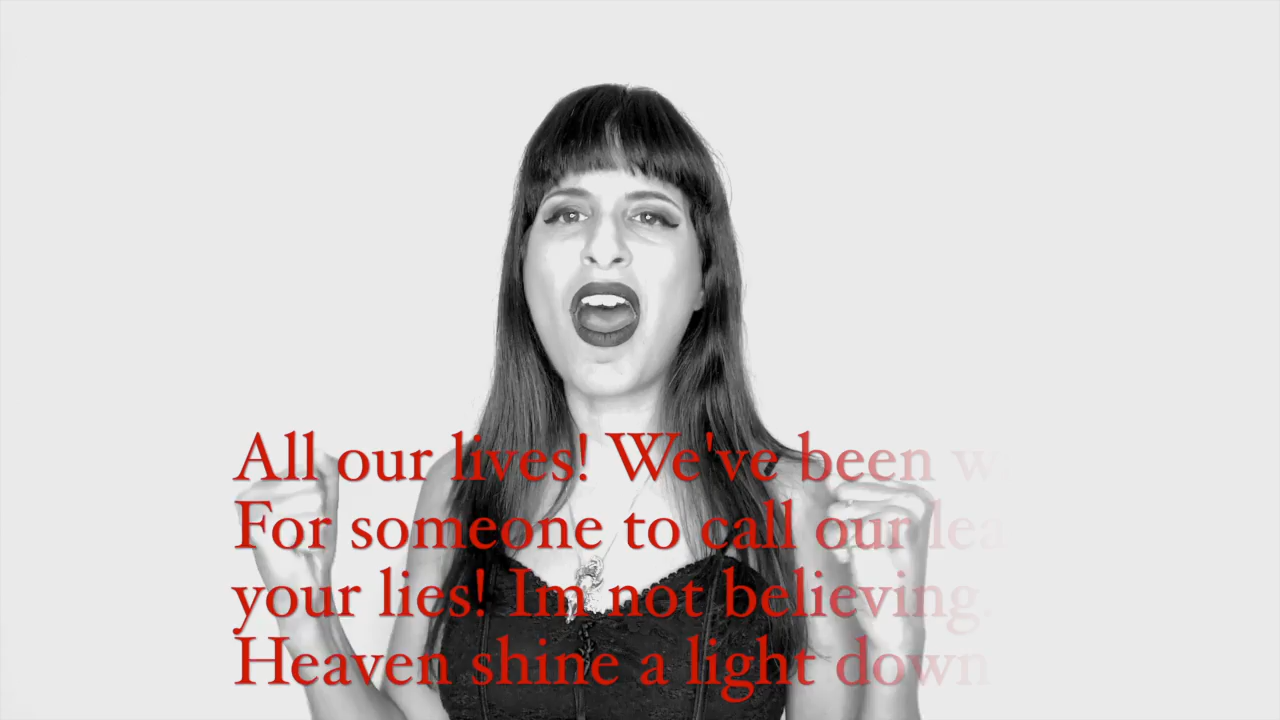 All our lives! We've been
For someone to call our
your lies! Im not believing.
Heaven shine a light down